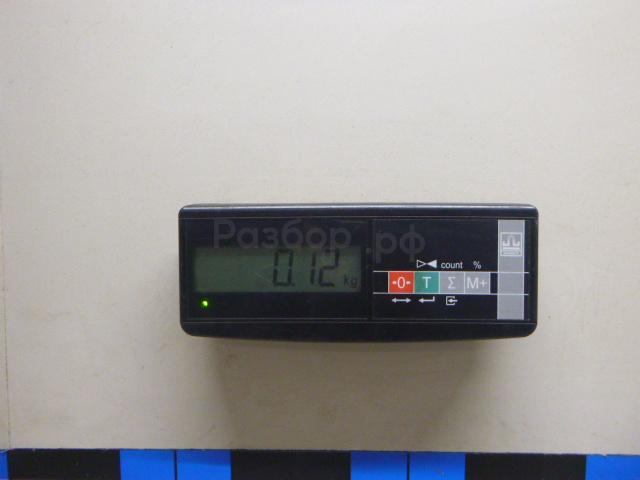 Разбор.рф
0.12 kg
count %
•0• T Σ M+